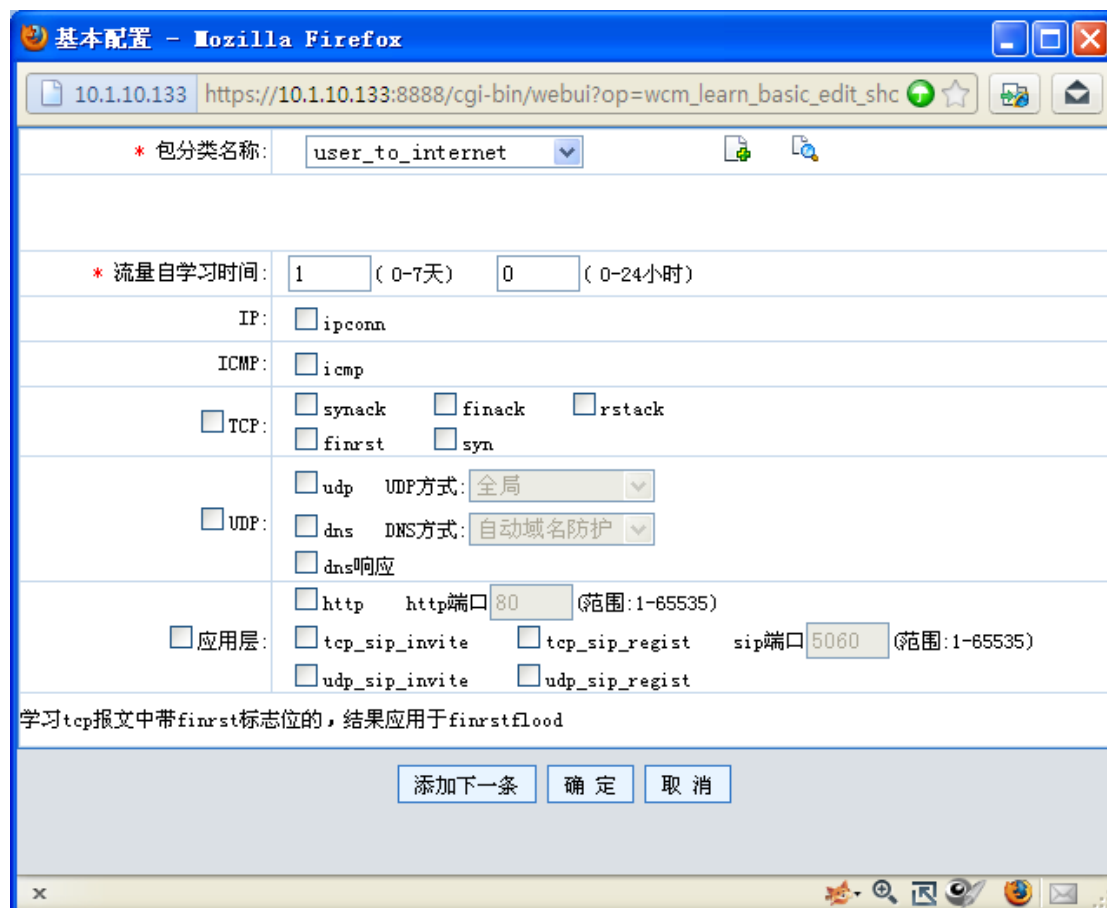 基本配置 - Mozilla Firefox
10.1.10.133 https://10.1.10.133:8888/cgi-bin/webui?op=wcm_learn_basic_edit_shc
* 包分类名称: user_to_internet
* 流量自学习时间: 1 ( 0-7天) 0 ( 0-24小时)
IP: ipconn
ICMP: icmp
TCP: synack finack rstack
finrst syn
UDP: udp UDP方式: 全局
dns DNS方式: 自动域名防护
dns响应
http http端口 80 (范围:1-65535)
应用层: tcp_sip_invite tcp_sip_regist sip端口 5060 (范围:1-65535)
udp_sip_invite udp_sip_regist
学习tcp报文中带finrst标志位的,结果应用于finrstflood
添加下一条 确 定 取 消